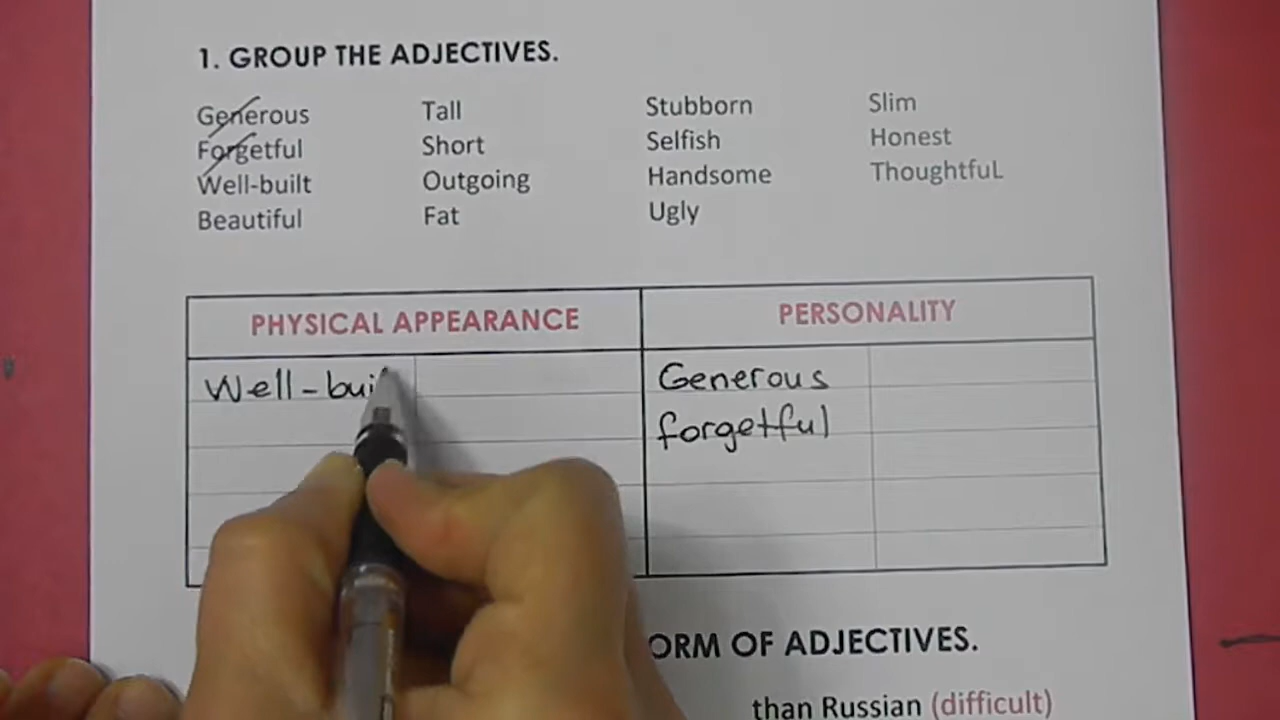 1. GROUP THE ADJECTIVES.
Generous Tall Stubborn Slim
Forgetful Short Selfish Honest
Well-built Outgoing Handsome ThoughtfuL
Beautiful Fat Ugly
PHYSICAL APPEARANCE PERSONALITY
Well-bui Generous
forgetful
ORM OF ADJECTIVES.
than Russian (difficult)